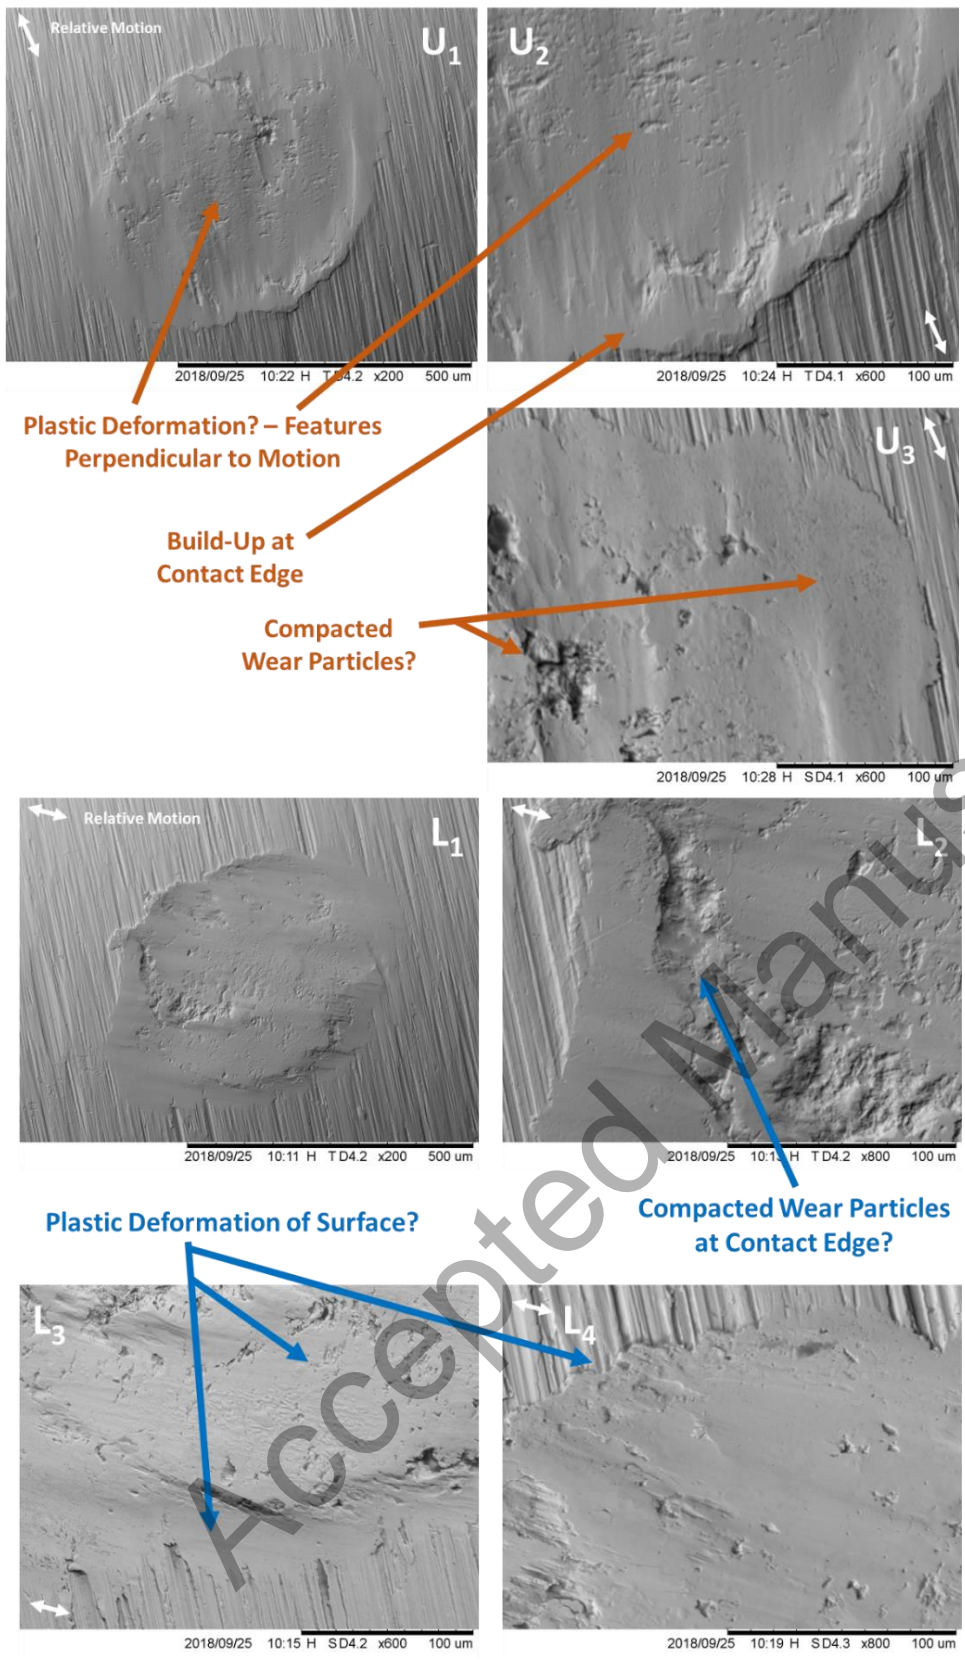 Relative Motion
U1
U2
2018/09/25 10:22 H TD4.2 x200 500 um
2018/09/25 10:24 H TD4.1 x600 100 um
Plastic Deformation? – Features
Perpendicular to Motion
U3
Build-Up at
Contact Edge
Compacted
Wear Particles?
2018/09/25 10:28 H SD4.1 x600 100 um
Relative Motion
L1
L2
2018/09/25 10:11 H TD4.2 x200 500 um
2018/09/25 10:13 H TD4.2 x800 100 um
Plastic Deformation of Surface?
Compacted Wear Particles
at Contact Edge?
L3
L4
2018/09/25 10:15 H SD4.2 x600 100 um
2018/09/25 10:19 H SD4.3 x800 100 um
Accepted